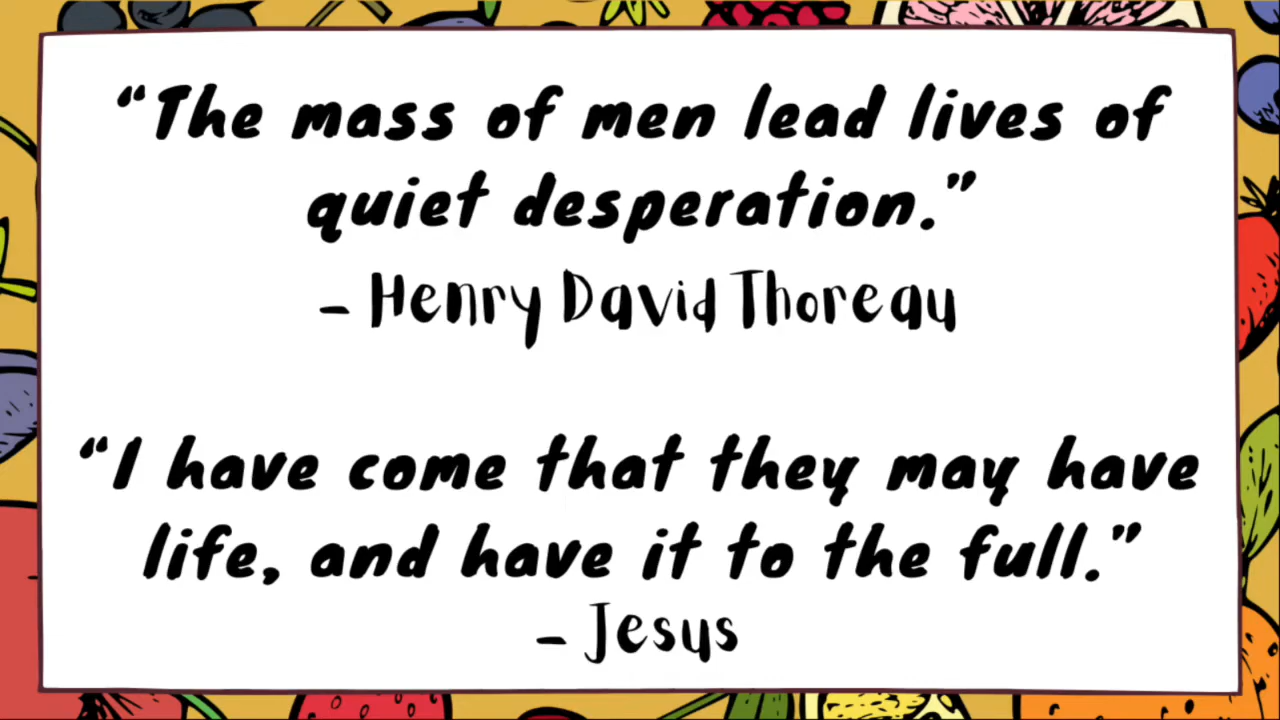 “The mass of men lead lives of
quiet desperation.”
- Henry David Thoreau
“I have come that they may have
life, and have it to the full.”
- Jesus